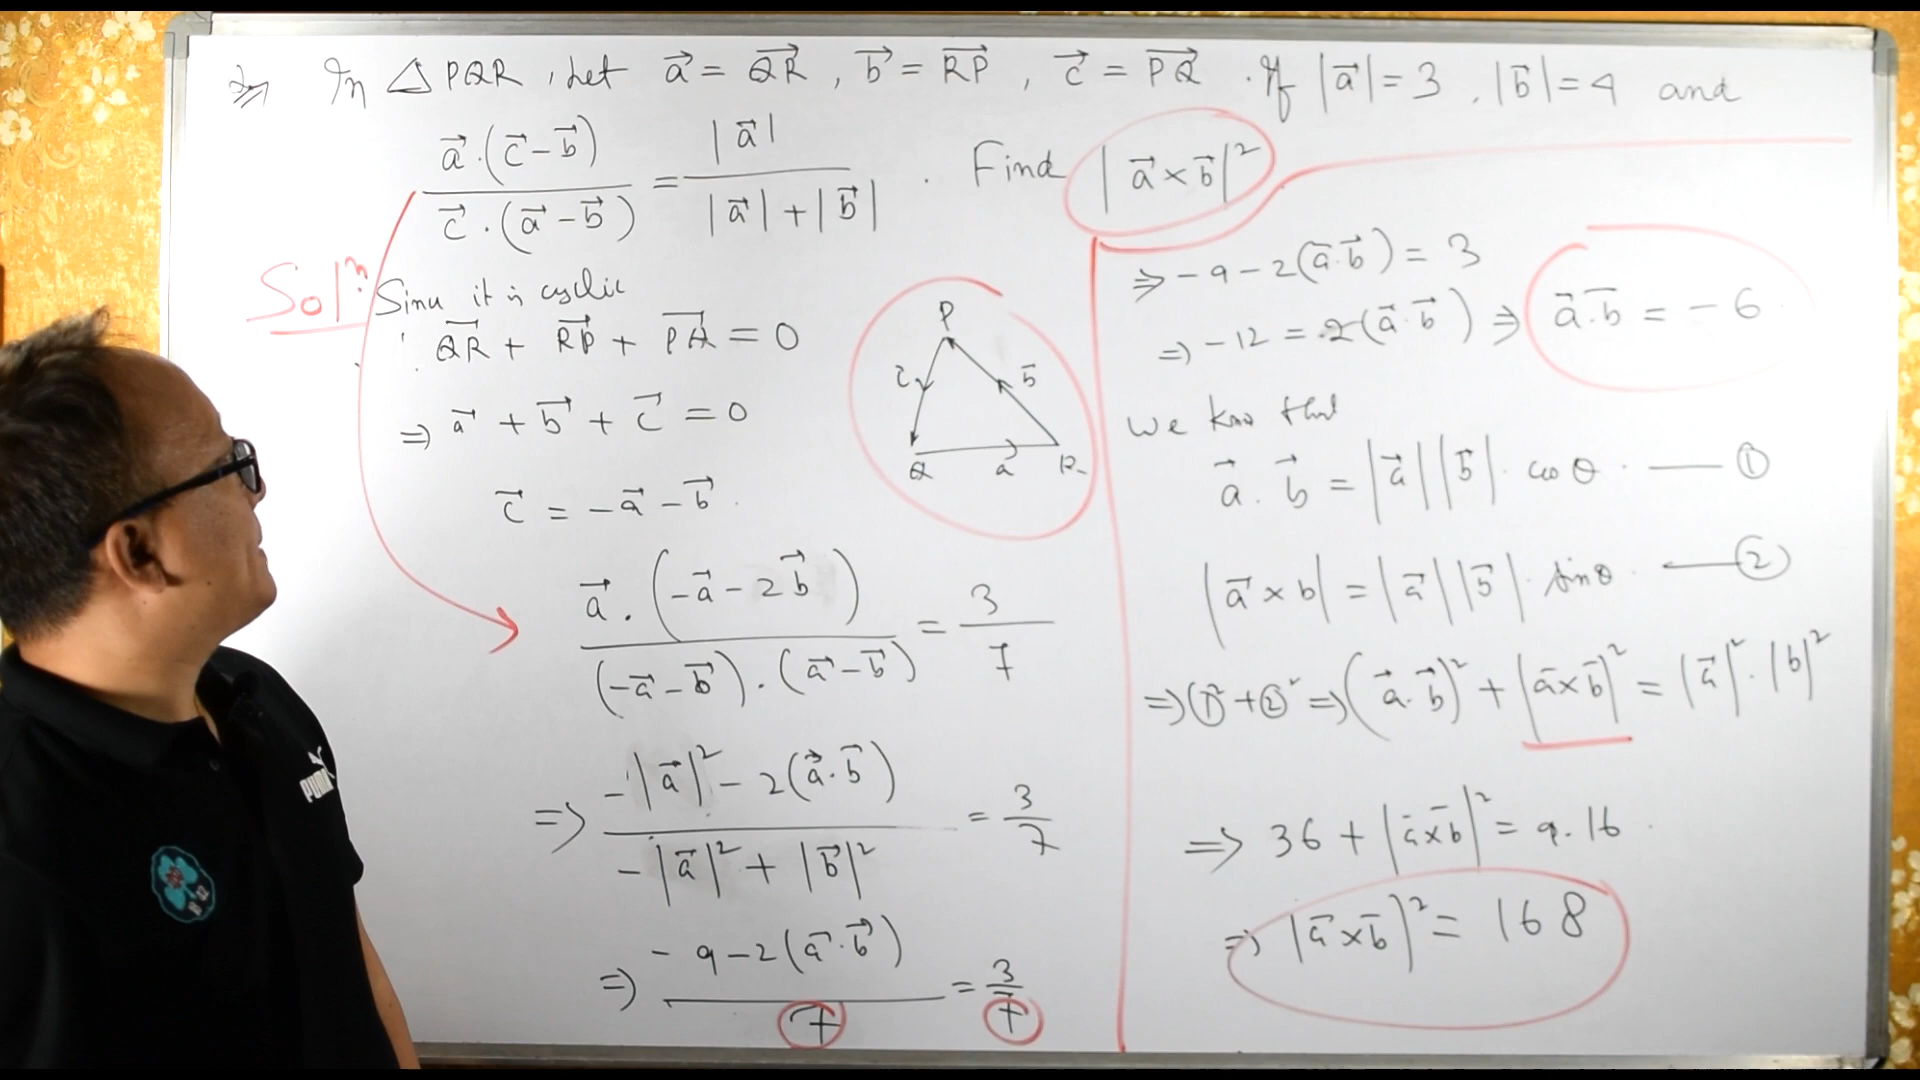 In △ PQR, Let a⃗ = QR⃗, b⃗ = RP⃗, c⃗ = PQ⃗. If |a⃗| = 3, |b⃗| = 4 and
a⃗·(c⃗−b⃗) / c⃗·(a⃗−b⃗) = |a⃗| / |a⃗|+|b⃗| . Find |a⃗×b⃗|²
Solⁿ:
Sinu it is cyclic
∴ QR⃗ + RP⃗ + PQ⃗ = 0
⇒ a⃗ + b⃗ + c⃗ = 0
c⃗ = −a⃗ − b⃗.
a⃗·(−a⃗ − 2b⃗) / (−a⃗−b⃗)·(a⃗−b⃗) = 3/7
⇒ −|a⃗|² − 2(a⃗·b⃗) / −|a⃗|² + |b⃗|² = 3/7
⇒ −9−2(a⃗·b⃗) / 7 = 3/7
P
c⃗
b⃗
Q
a⃗
R
⇒ −9−2(a⃗·b⃗) = 3
⇒ −12 = 2(a⃗·b⃗) ⇒ a⃗·b⃗ = −6
We kno that
a⃗·b⃗ = |a⃗||b⃗|·cos θ. — ①
|a⃗×b| = |a⃗||b⃗|·sin θ. — ②
⇒ ①² + ②² ⇒ (a⃗·b⃗)² + |a⃗×b⃗|² = |a⃗|²·|b|²
⇒ 36 + |a⃗×b|² = 9.16
⇒ |a⃗×b⃗|² = 168
PUMA